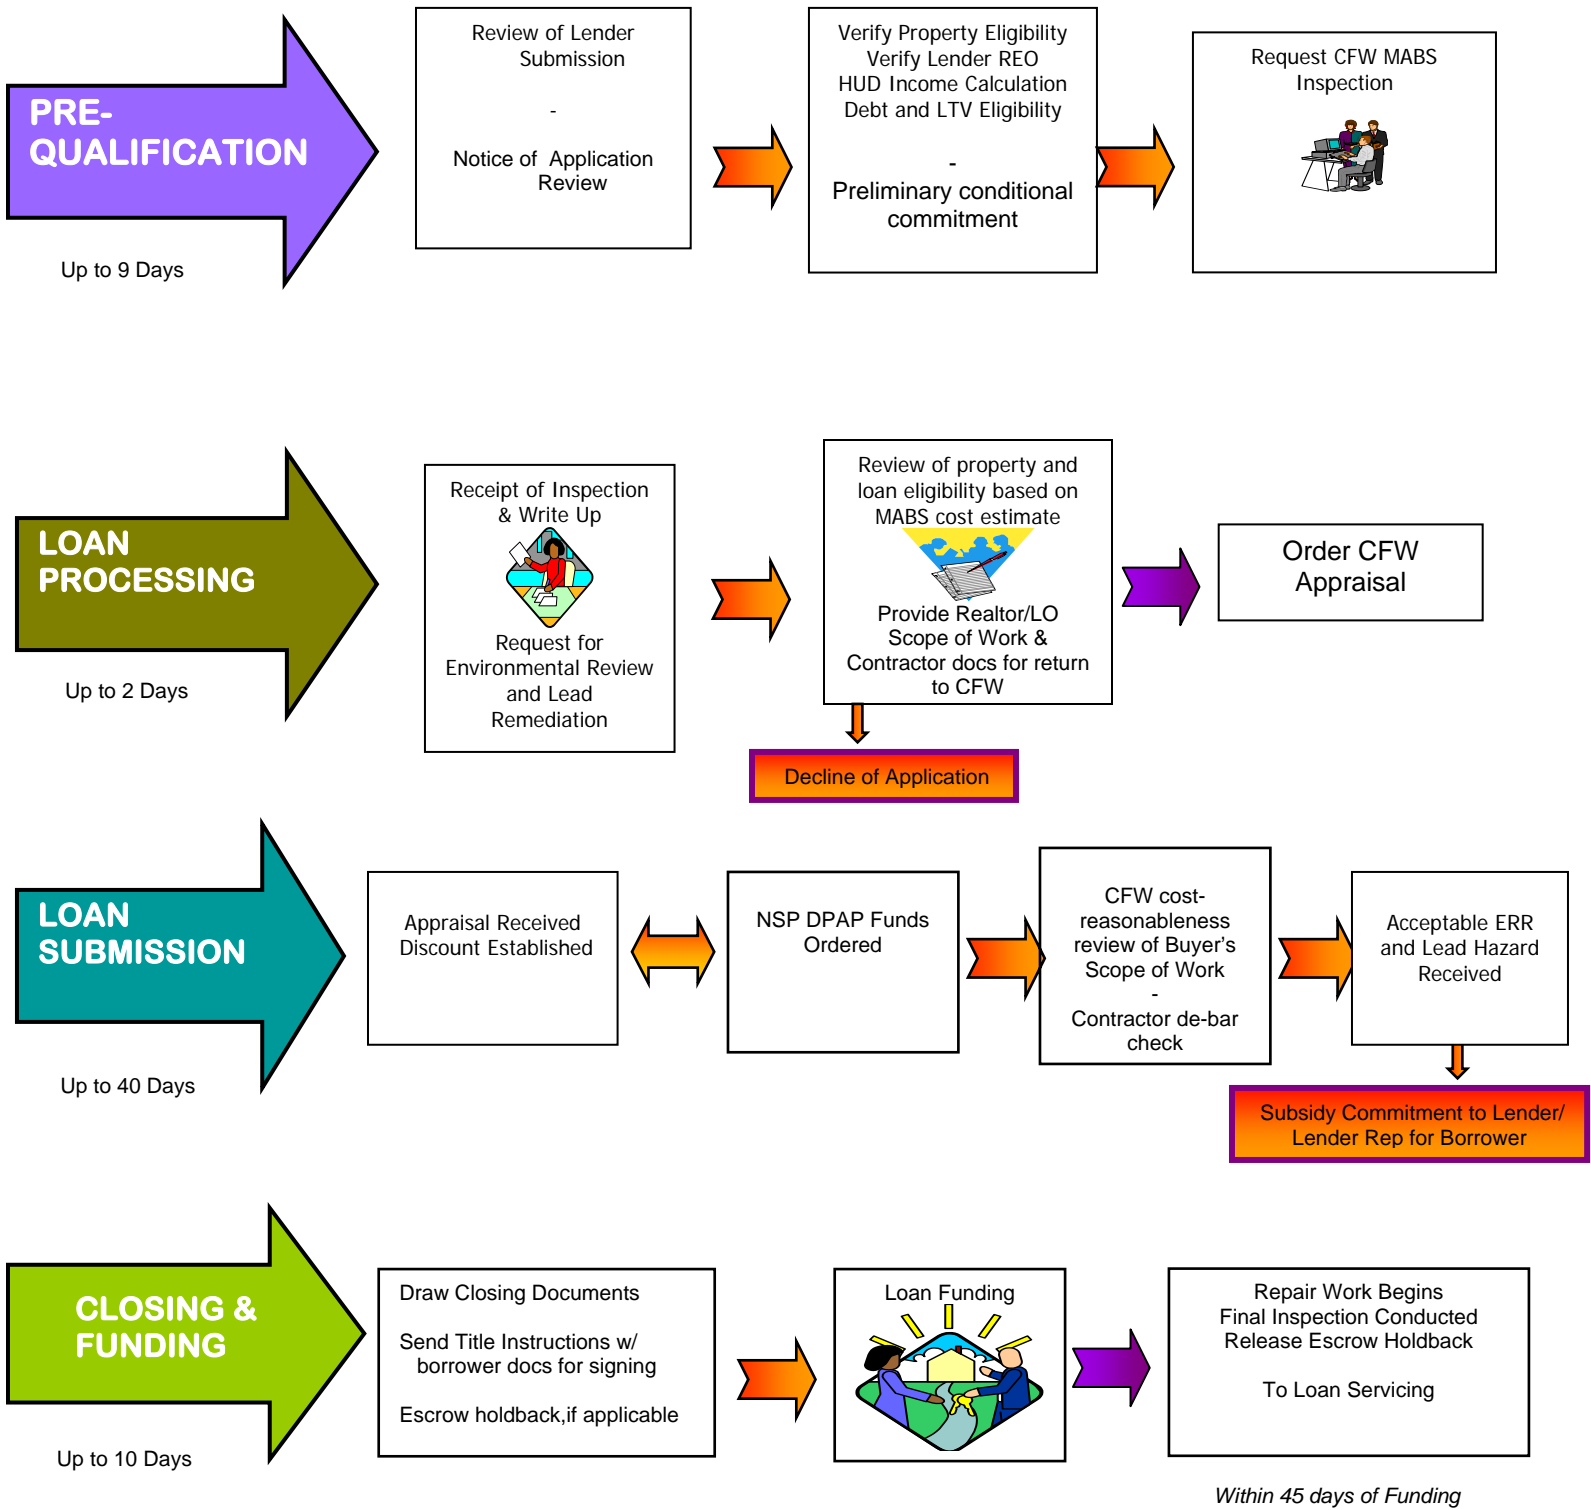 PRE-
QUALIFICATION
Up to 9 Days
Review of Lender
Submission
-
Notice of Application
Review
Verify Property Eligibility
Verify Lender REO
HUD Income Calculation
Debt and LTV Eligibility
-
Preliminary conditional
commitment
Request CFW MABS
Inspection
LOAN
PROCESSING
Up to 2 Days
Receipt of Inspection
& Write Up
Request for
Environmental Review
and Lead
Remediation
Review of property and
loan eligibility based on
MABS cost estimate
Provide Realtor/LO
Scope of Work &
Contractor docs for return
to CFW
Order CFW
Appraisal
Decline of Application
LOAN
SUBMISSION
Up to 40 Days
Appraisal Received
Discount Established
NSP DPAP Funds
Ordered
CFW cost-
reasonableness
review of Buyer's
Scope of Work
-
Contractor de-bar
check
Acceptable ERR
and Lead Hazard
Received
Subsidy Commitment to Lender/
Lender Rep for Borrower
CLOSING &
FUNDING
Up to 10 Days
Draw Closing Documents
Send Title Instructions w/
borrower docs for signing
Escrow holdback,if applicable
Loan Funding
Repair Work Begins
Final Inspection Conducted
Release Escrow Holdback
To Loan Servicing
Within 45 days of Funding